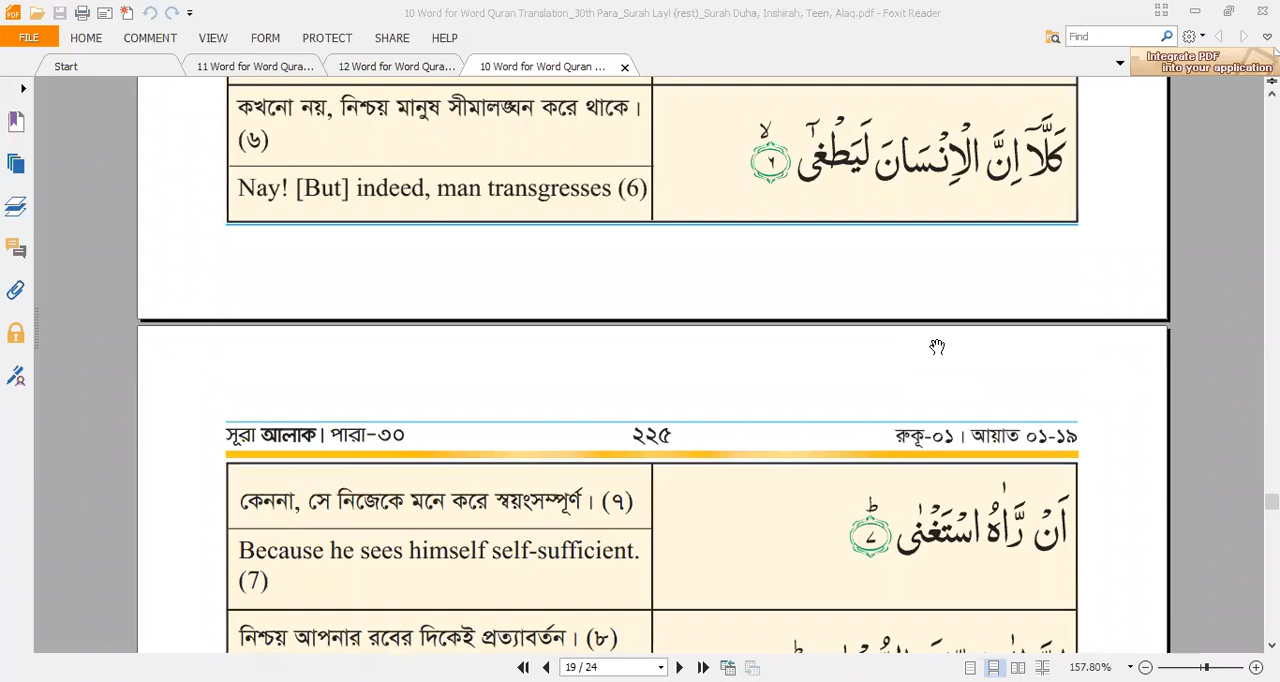 10 Word for Word Quran Translation_30th Para_Surah Layl (rest)_Surah Duha, Inshirah, Teen, Alaq.pdf - Foxit Reader
FILE HOME COMMENT VIEW FORM PROTECT SHARE HELP
Find
Start 11 Word for Word Qura... 12 Word for Word Qura... 10 Word for Word Quran ...
Integrate PDF
into your application
কখনো নয়, নিশ্চয় মানুষ সীমালঙ্ঘন করে থাকে।
(৬)
كَلَّاۤ اِنَّ الْاِنْسَانَ لَيَطْغٰۤى ۙ ٦
Nay! [But] indeed, man transgresses (6)
সূরা আলাক। পারা-৩০ ২২৫ রুকূ-০১। আয়াত ০১-১৯
কেননা, সে নিজেকে মনে করে স্বয়ংসম্পূর্ণ। (৭)
اَنْ رَّاٰهُ اسْتَغْنٰى ؕ ٧
Because he sees himself self-sufficient.
(7)
নিশ্চয় আপনার রবের দিকেই প্রত্যাবর্তন। (৮)
19 / 24
157.80%